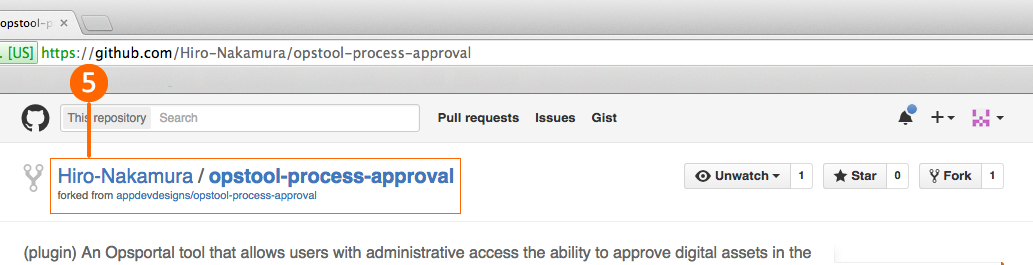 opstool-p
. [US] https://github.com/Hiro-Nakamura/opstool-process-approval
5
This repository Search Pull requests Issues Gist
Hiro-Nakamura / opstool-process-approval
Unwatch 1 Star 0 Fork 1
forked from appdevdesigns/opstool-process-approval
(plugin) An Opsportal tool that allows users with administrative access the ability to approve digital assets in the